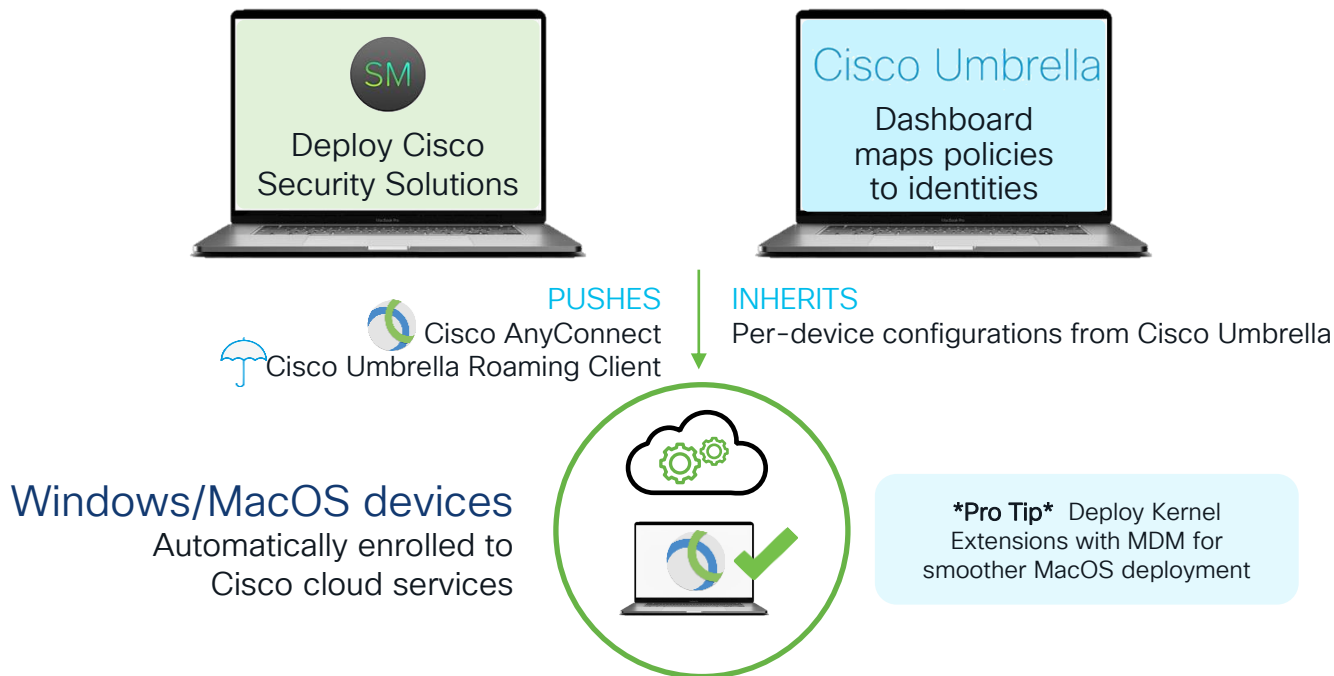 SM
Deploy Cisco
Security Solutions
Cisco Umbrella
Dashboard
maps policies
to identities
PUSHES
Cisco AnyConnect
Cisco Umbrella Roaming Client
INHERITS
Per-device configurations from Cisco Umbrella
Windows/MacOS devices
Automatically enrolled to
Cisco cloud services
*Pro Tip* Deploy Kernel
Extensions with MDM for
smoother MacOS deployment